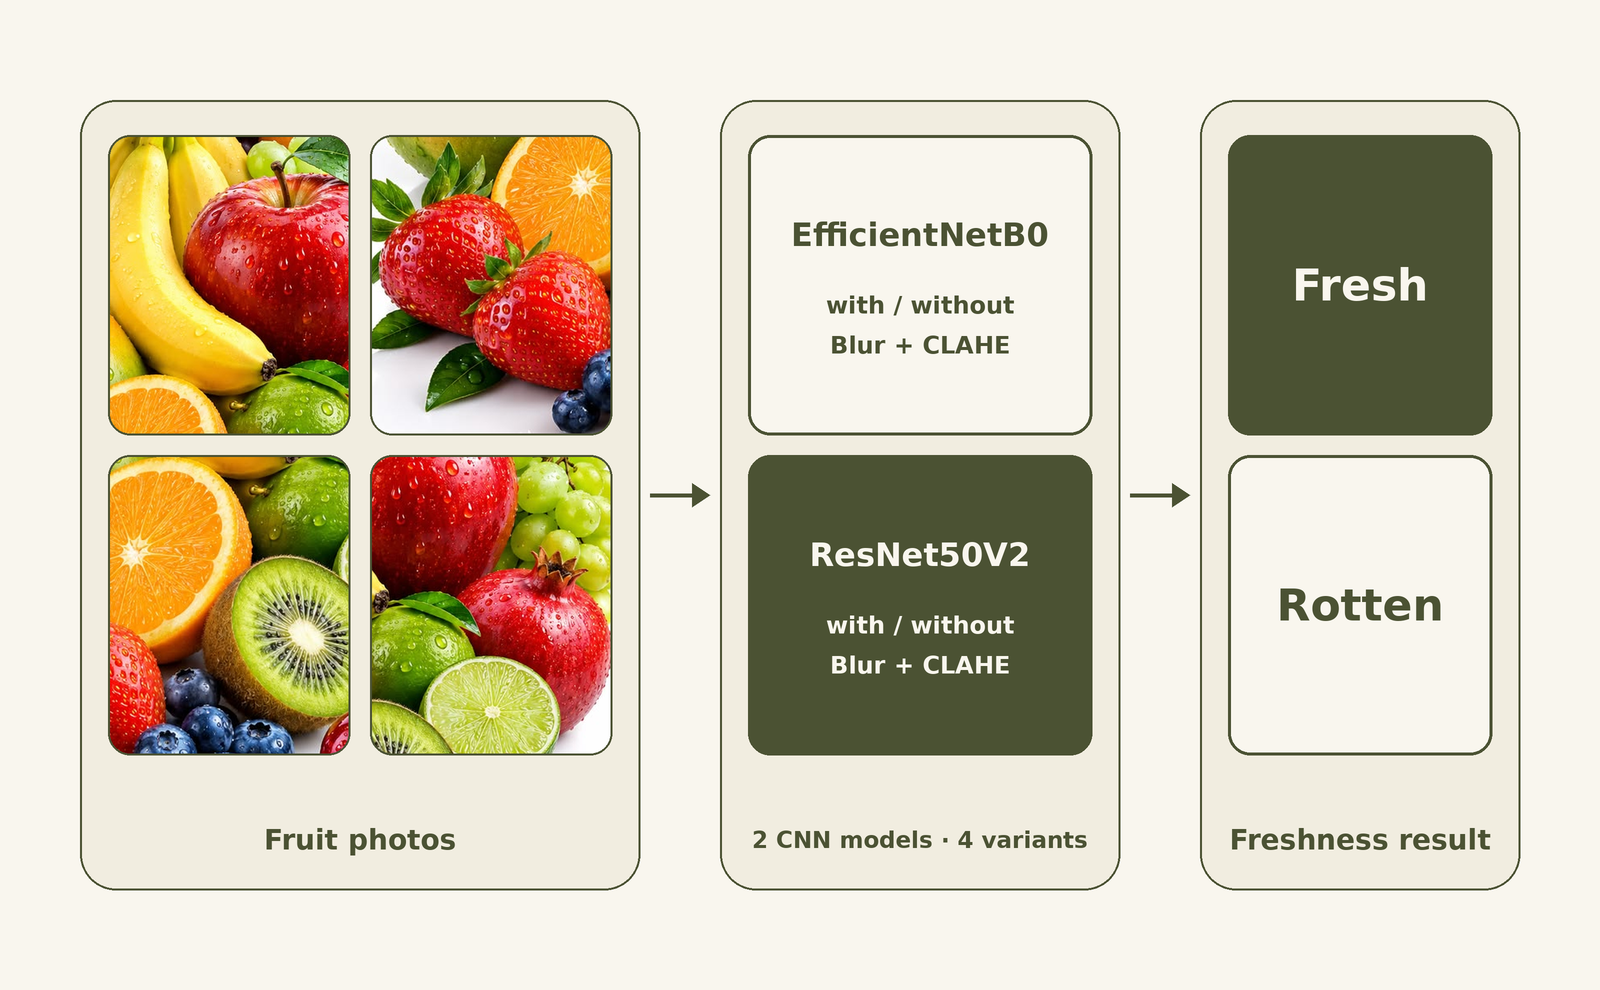 EfficientNetB0
with / without
Blur + CLAHE
ResNet50V2
with / without
Blur + CLAHE
Fresh
Rotten
Fruit photos
2 CNN models · 4 variants
Freshness result